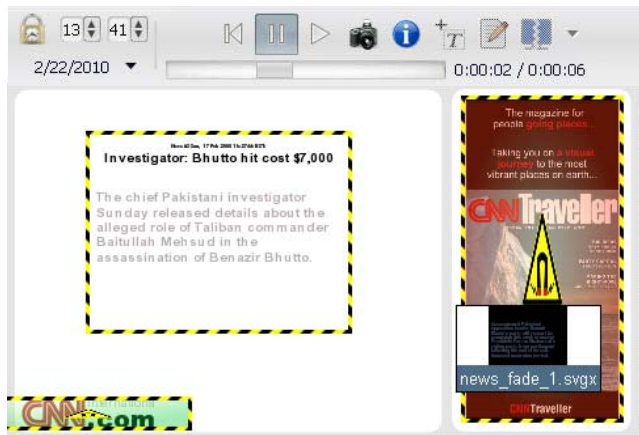 13 41
2/22/2010
0:00:02 / 0:00:06
Investigator: Bhutto hit cost $7,000
The chief Pakistani investigator
Sunday released details about the
alleged role of Taliban commander
Baitullah Mehsud in the
assassination of Benazir Bhutto.
CNN.com
International
The magazine for
people going places...
Taking you on a visual
journey to the most
vibrant places on earth...
CNNTraveller
news_fade_1.svgx
CNNTraveller